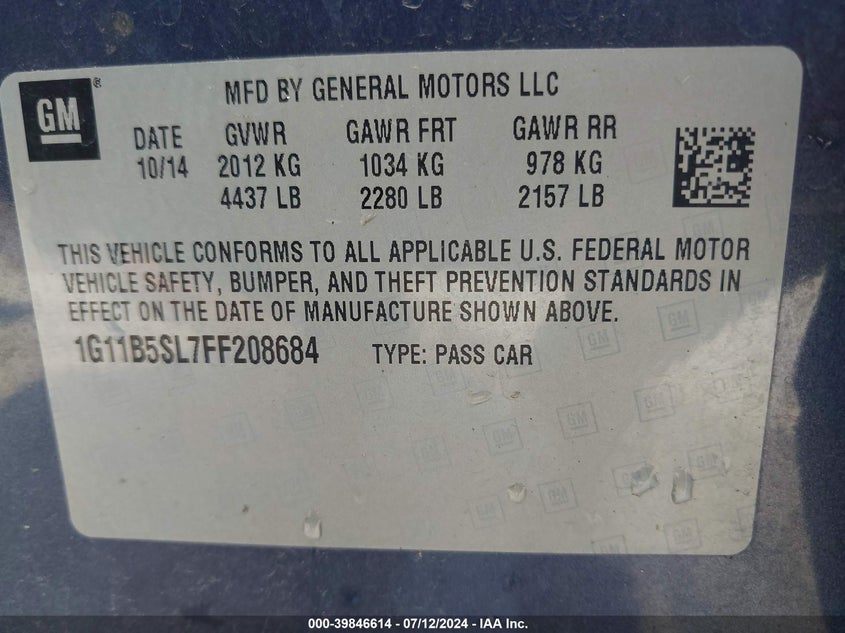 GM®
MFD BY GENERAL MOTORS LLC
DATE GVWR GAWR FRT GAWR RR
10/14 2012 KG 1034 KG 978 KG
4437 LB 2280 LB 2157 LB
THIS VEHICLE CONFORMS TO ALL APPLICABLE U.S. FEDERAL MOTOR
VEHICLE SAFETY, BUMPER, AND THEFT PREVENTION STANDARDS IN
EFFECT ON THE DATE OF MANUFACTURE SHOWN ABOVE.
1G11B5SL7FF208684 TYPE: PASS CAR
000-39846614 - 07/12/2024 - IAA Inc.